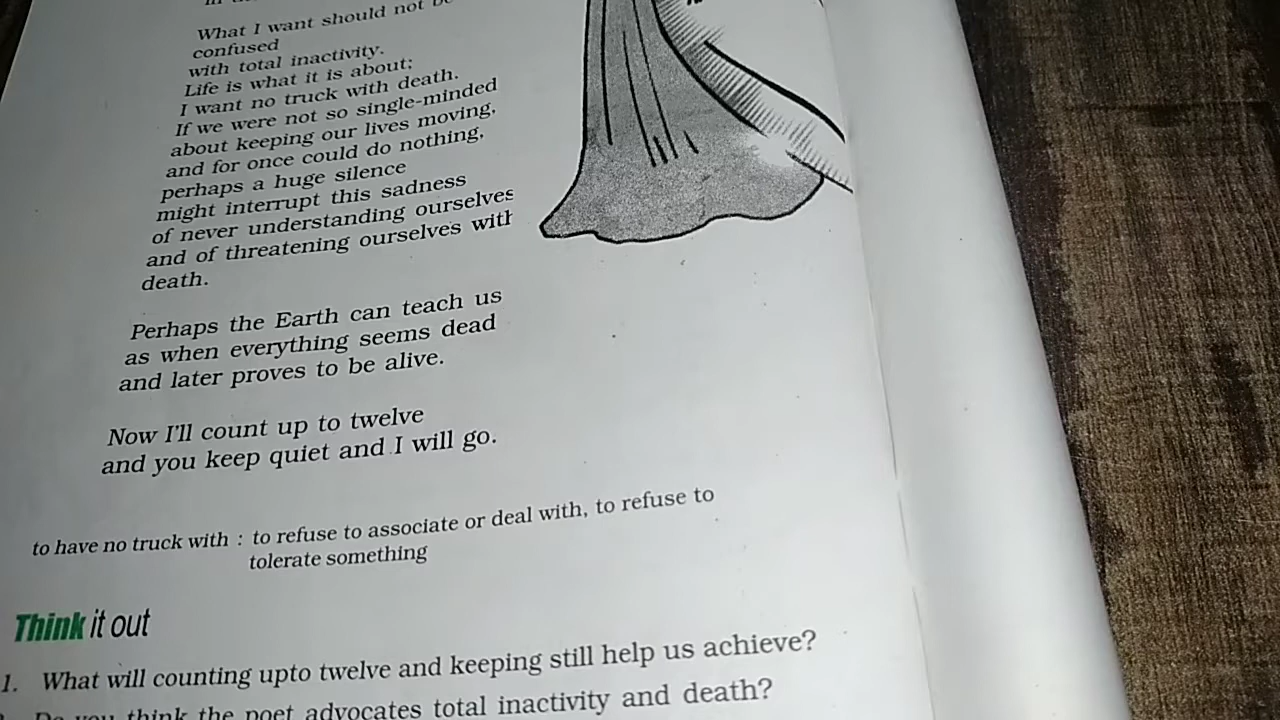 What I want should not
confused
with total inactivity.
Life is what it is about;
I want no truck with death.
If we were not so single-minded
about keeping our lives moving,
and for once could do nothing,
perhaps a huge silence
might interrupt this sadness
of never understanding ourselves
and of threatening ourselves with
death.
Perhaps the Earth can teach us
as when everything seems dead
and later proves to be alive.
Now I'll count up to twelve
and you keep quiet and I will go.
to have no truck with : to refuse to associate or deal with, to refuse to
tolerate something
Think it out
1. What will counting upto twelve and keeping still help us achieve?
Do you think the poet advocates total inactivity and death?